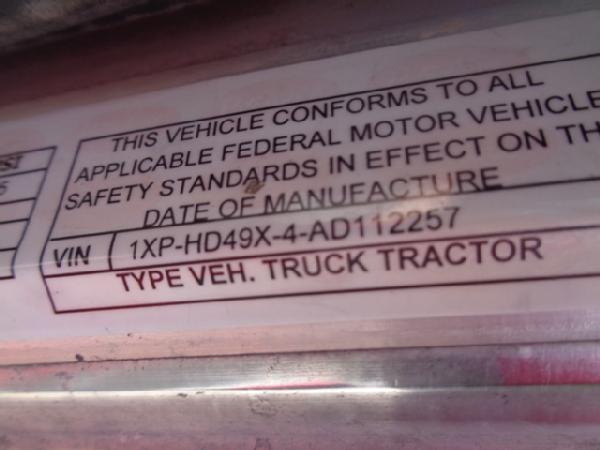 THIS VEHICLE CONFORMS TO ALL
APPLICABLE FEDERAL MOTOR VEHICLE
SAFETY STANDARDS IN EFFECT ON TH
DATE OF MANUFACTURE
VIN 1XP-HD49X-4-AD112257
TYPE VEH. TRUCK TRACTOR